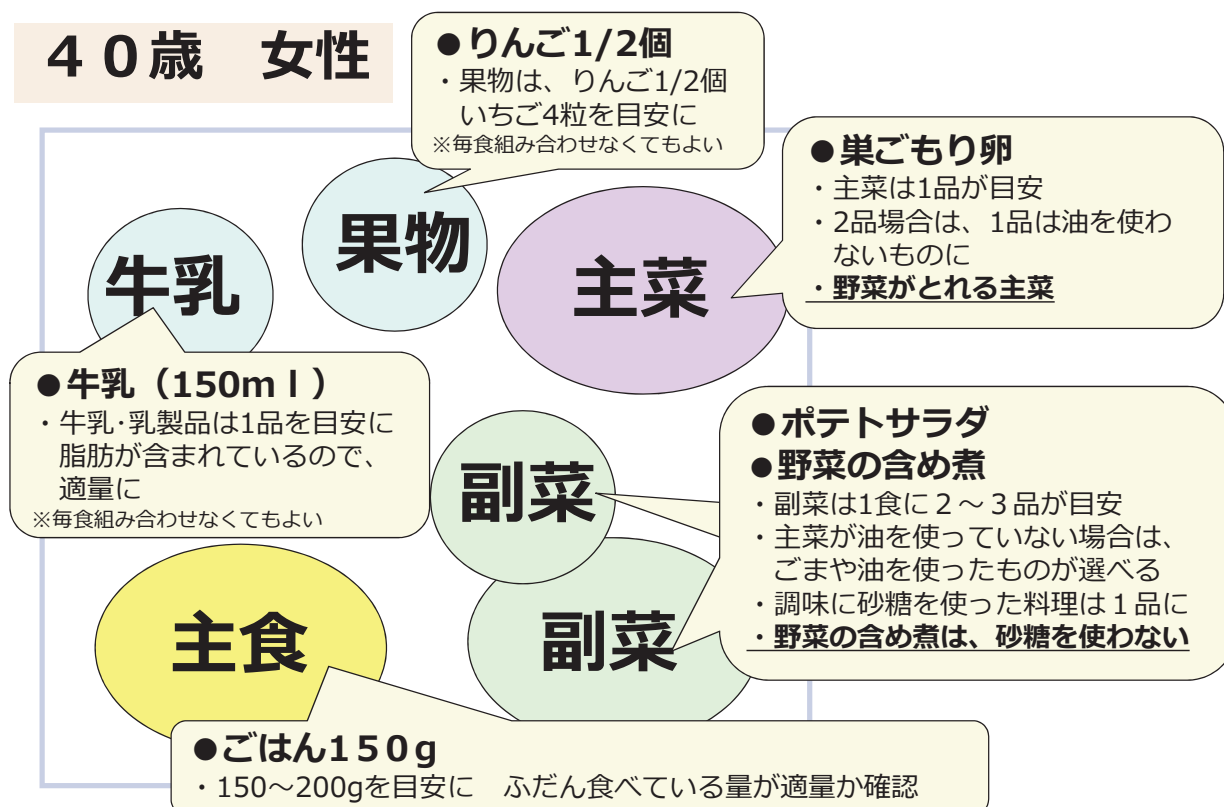 ４０歳　女性
●りんご1/2個
・果物は、りんご1/2個
いちご4粒を目安に
※毎食組み合わせなくてもよい
果物
牛乳
主菜
●巣ごもり卵
・主菜は1品が目安
・2品場合は、1品は油を使わ
ないものに
・野菜がとれる主菜
●牛乳（150ｍｌ）
・牛乳･乳製品は1品を目安に
脂肪が含まれているので、
適量に
※毎食組み合わせなくてもよい
副菜
●ポテトサラダ
●野菜の含め煮
・副菜は1食に２～３品が目安
・主菜が油を使っていない場合は、
ごまや油を使ったものが選べる
・調味に砂糖を使った料理は１品に
・野菜の含め煮は、砂糖を使わない
主食
副菜
●ごはん1５0ｇ
・150～200gを目安に　ふだん食べている量が適量か確認